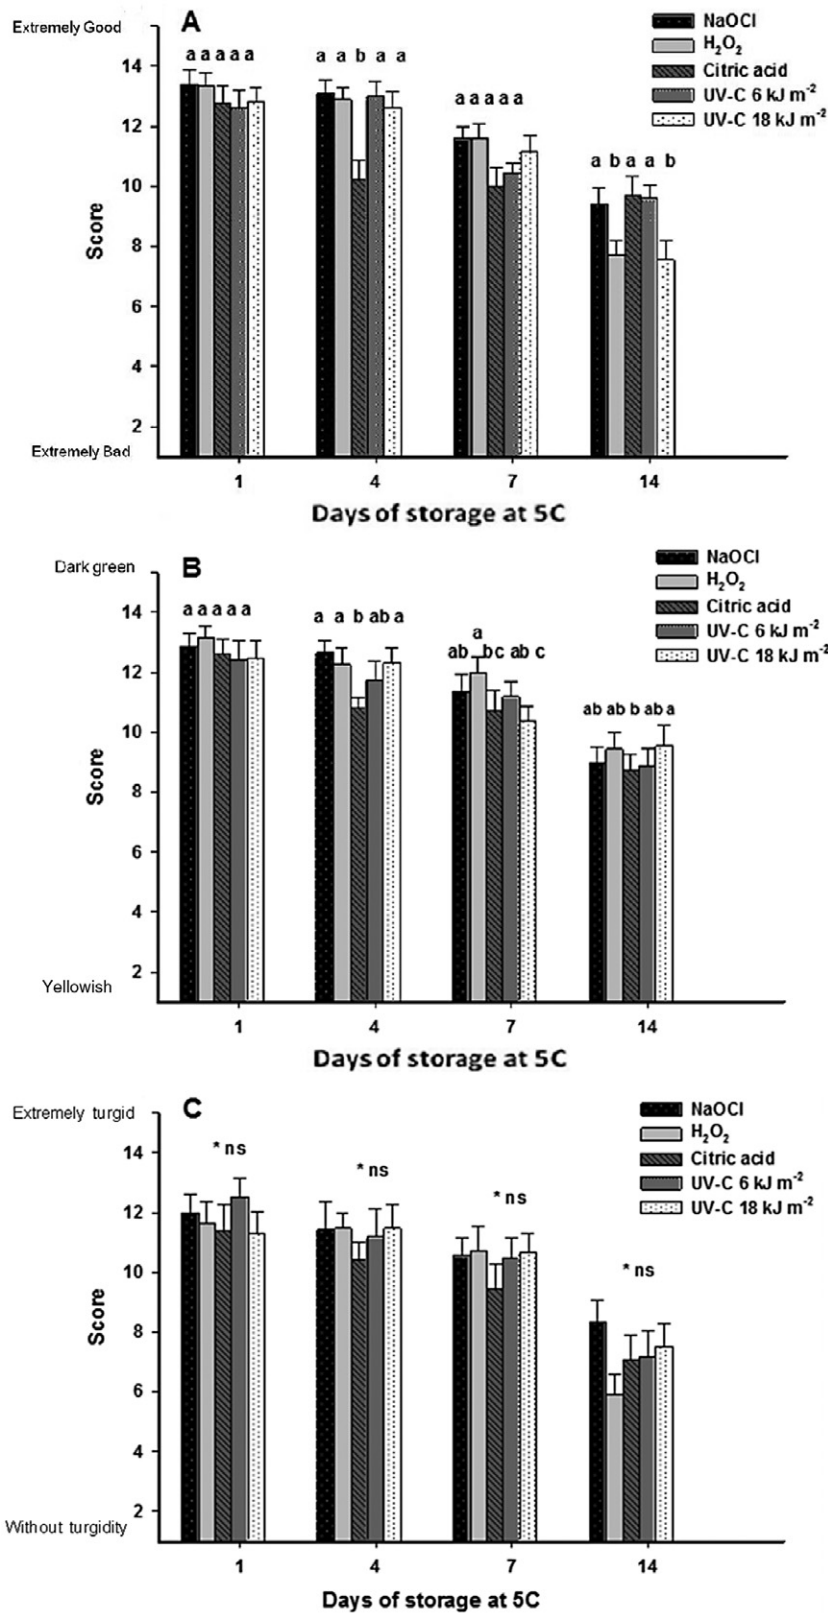 Extremely Good
A
NaOCl
H₂O₂
Citric acid
UV-C 6 kJ m⁻²
UV-C 18 kJ m⁻²
a a a a a
a a b a a
a a a a a
a b a a b
14
12
10
8
6
4
2
Score
Extremely Bad
1 4 7 14
Days of storage at 5C
Dark green
B
NaOCl
H₂O₂
Citric acid
UV-C 6 kJ m⁻²
UV-C 18 kJ m⁻²
a a a a a
a a b ab a
a
ab bc ab c
ab ab b ab a
14
12
10
8
6
4
2
Score
Yellowish
1 4 7 14
Days of storage at 5C
Extremely turgid
C
NaOCl
H₂O₂
Citric acid
UV-C 6 kJ m⁻²
UV-C 18 kJ m⁻²
* ns
* ns
* ns
* ns
14
12
10
8
6
4
2
Score
Without turgidity
1 4 7 14
Days of storage at 5C